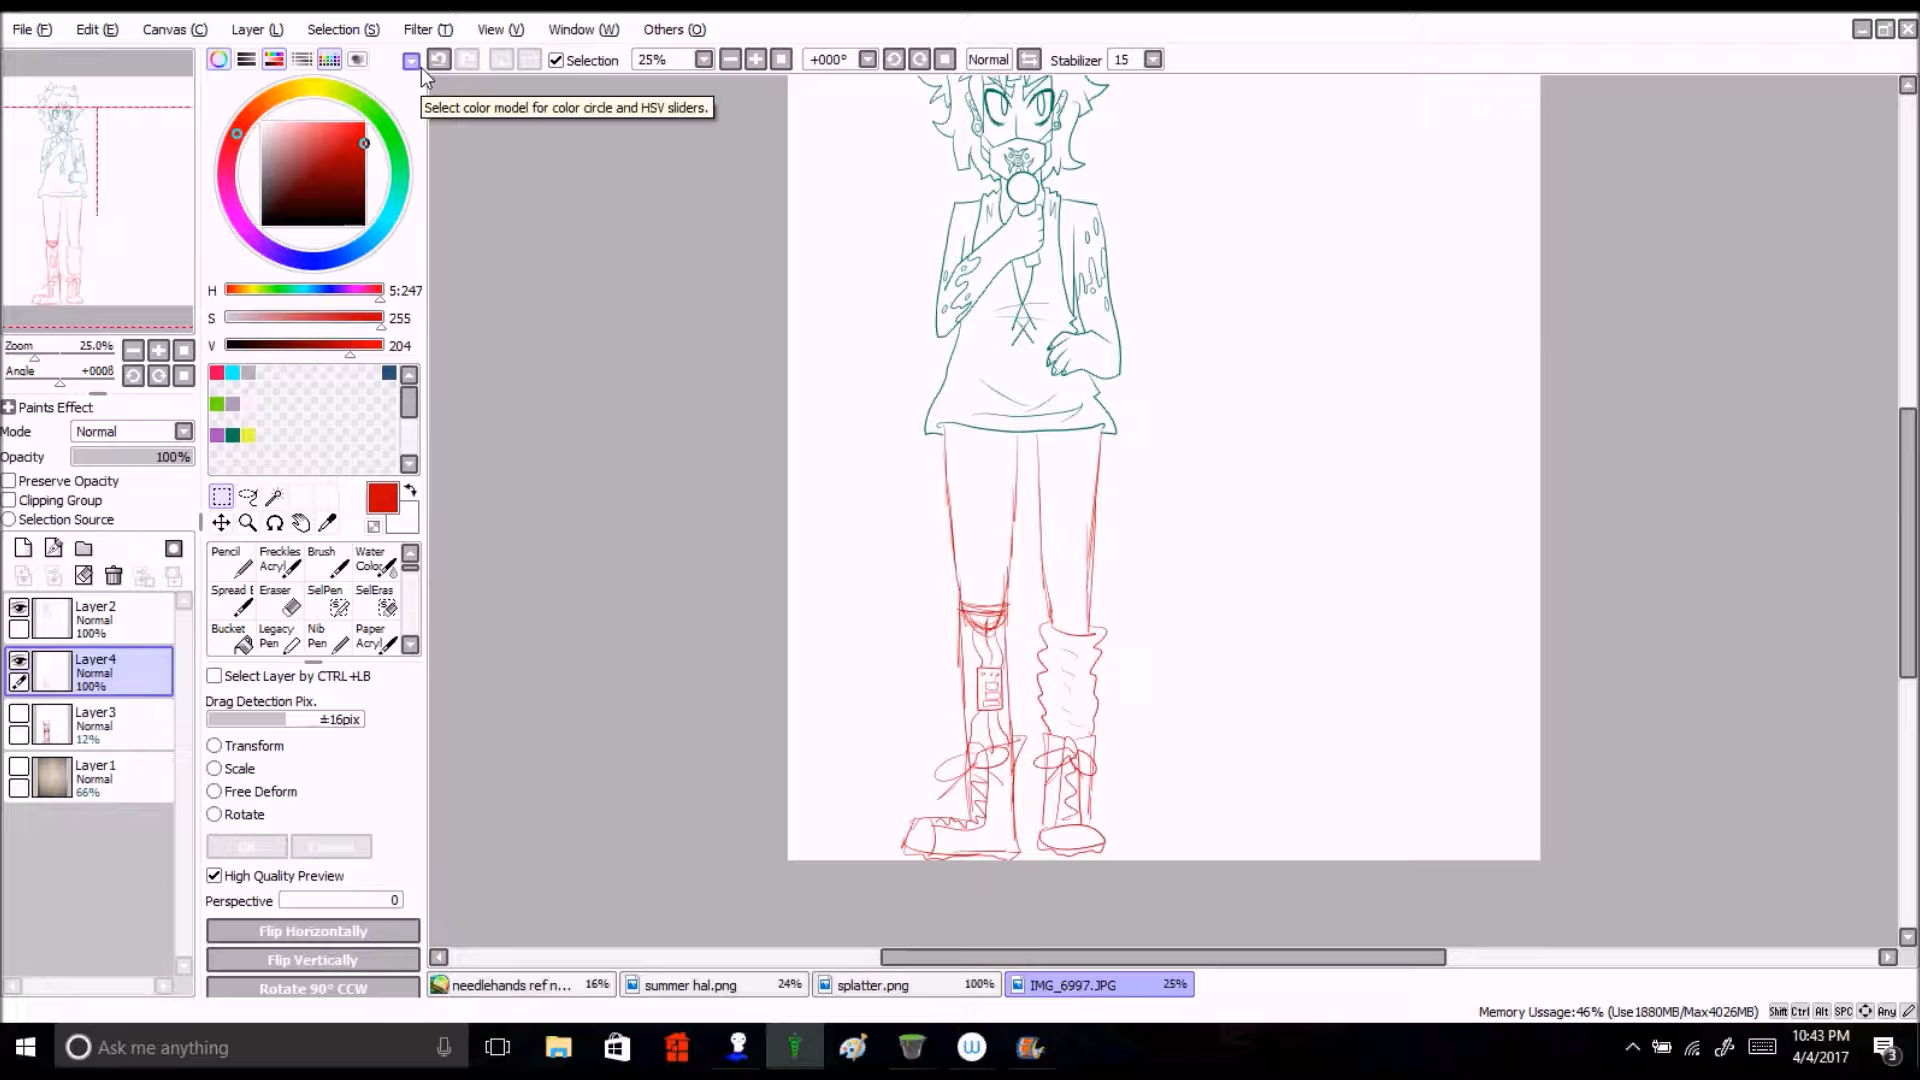 File (F) Edit (E) Canvas (C) Layer (L) Selection (S) Filter (T) View (V) Window (W) Others (O)
Selection 25% +000° Normal Stabilizer 15
Select color model for color circle and HSV sliders.
H 5:247
S 255
V 204
Zoom 25.0%
Angle +000ß
Paints Effect
Mode Normal
Opacity 100%
Preserve Opacity
Clipping Group
Selection Source
Layer2
Normal
100%
Layer4
Normal
100%
Layer3
Normal
12%
Layer1
Normal
66%
Pencil Freckles Brush Water
Acryl Color
Spread E Eraser SelPen SelEras
Bucket Legacy Nib Paper
Pen Pen Acryl
Select Layer by CTRL+LB
Drag Detection Pix.
±16pix
Transform
Scale
Free Deform
Rotate
High Quality Preview
Perspective 0
Flip Horizontally
Flip Vertically
Rotate 90° CCW
needlehands ref n... 16% summer hal.png 24% splatter.png 100% IMG_6997.JPG 25%
Memory Ussage:46% (Use1880MB/Max4026MB) Shift Ctrl Alt SPC Any
Ask me anything
10:43 PM
4/4/2017
3